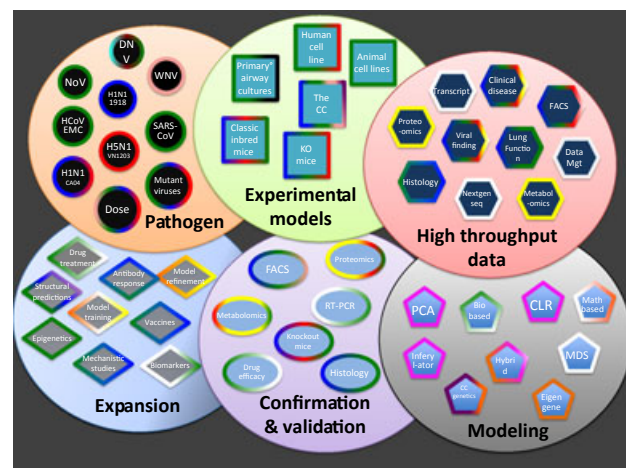 DN
V
WNV
NoV
H1N1
1918
HCoV
EMC
SARS-
CoV
H5N1
VN1203
H1N1
CA04
Mutant
viruses
Dose
Pathogen
Human
cell
line
Primary*
airway
cultures
Animal
cell lines
The
CC
Classic
inbred
mice
KO
mice
Experimental
models
Transcript
Clinical
disease
FACS
Proteo
-omics
Viral
finding
Lung
Functio
n
Data
Mgt
Histology
Nextgen
seq
Metabol
-omics
High throughput
data
Drug
treatment
Antibody
response
Model
refinement
Structural
predictions
Model
training
Vaccines
Epigenetics
Mechanistic
studies
Biomarkers
Expansion
FACS
Proteomics
Metabolomics
RT-PCR
Knockout
mice
Drug
efficacy
Histology
Confirmation
& validation
PCA
Bio
based
CLR
Math
based
Infery
l-ator
Hybri
d
MDS
CC
genetics
Eigen
gene
Modeling